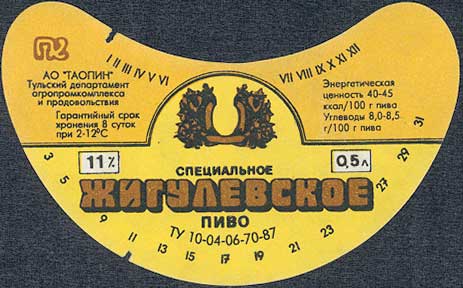 I II III IV V VI
VII VIII IX X XI XII
АО "ТАОПИН"
Тульский департамент
агропромкомплекса
и продовольствия
Гарантийный срок
хранения 8 суток
при 2-12°С
Энергетическая
ценность 40-45
ккал/100 г пива
Углеводы 8,0-8,5
г/100 г пива
11%
0,5л
СПЕЦИАЛЬНОЕ
ЖИГУЛЕВСКОЕ
ПИВО
ТУ 10-04-06-70-87
3 5 9 11 13 15 17 19 21 23 27 29 31